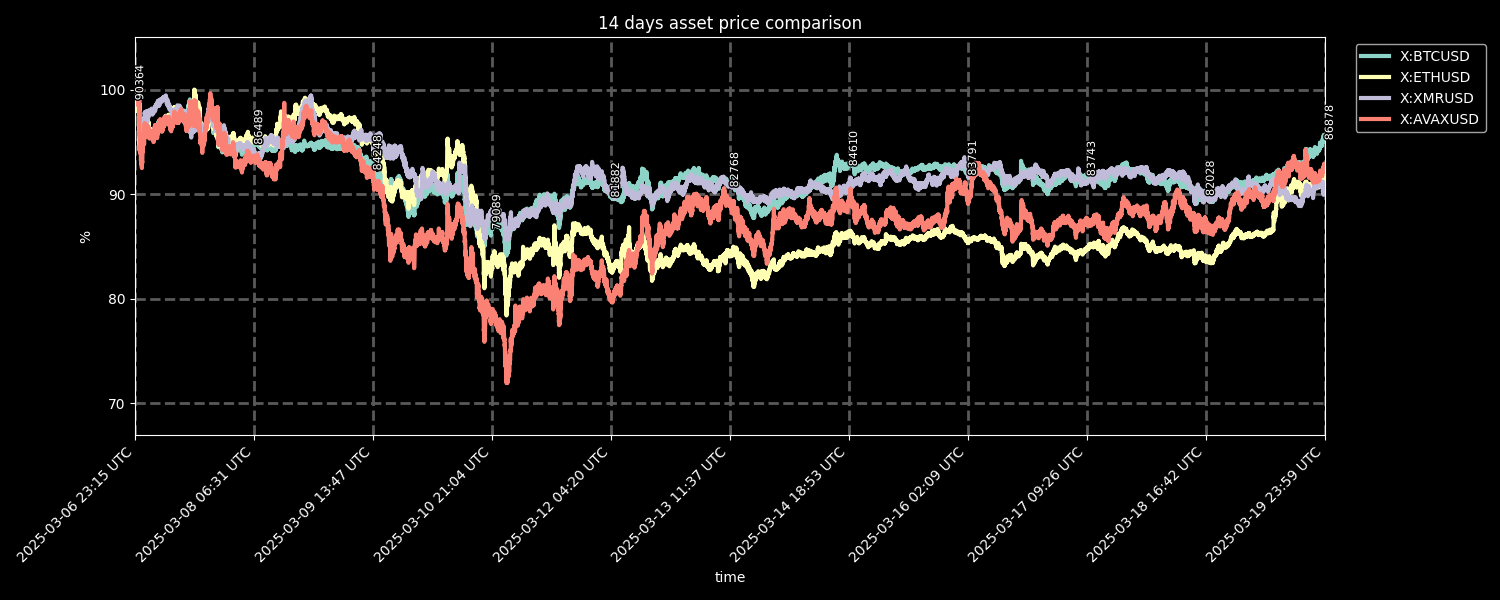 14 days asset price comparison
X:BTCUSD
X:ETHUSD
X:XMRUSD
X:AVAXUSD
%
100
90
80
70
90364
86489
84248
79089
81882
82768
84610
83791
83743
82028
86878
2025-03-06 23:15 UTC
2025-03-08 06:31 UTC
2025-03-09 13:47 UTC
2025-03-10 21:04 UTC
2025-03-12 04:20 UTC
2025-03-13 11:37 UTC
2025-03-14 18:53 UTC
2025-03-16 02:09 UTC
2025-03-17 09:26 UTC
2025-03-18 16:42 UTC
2025-03-19 23:59 UTC
time